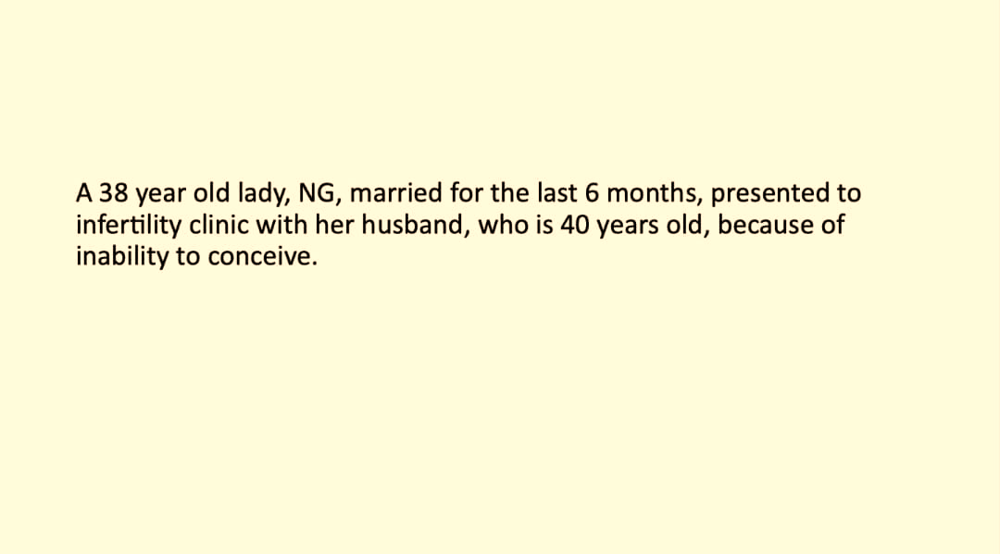 A 38 year old lady, NG, married for the last 6 months, presented to
infertility clinic with her husband, who is 40 years old, because of
inability to conceive.